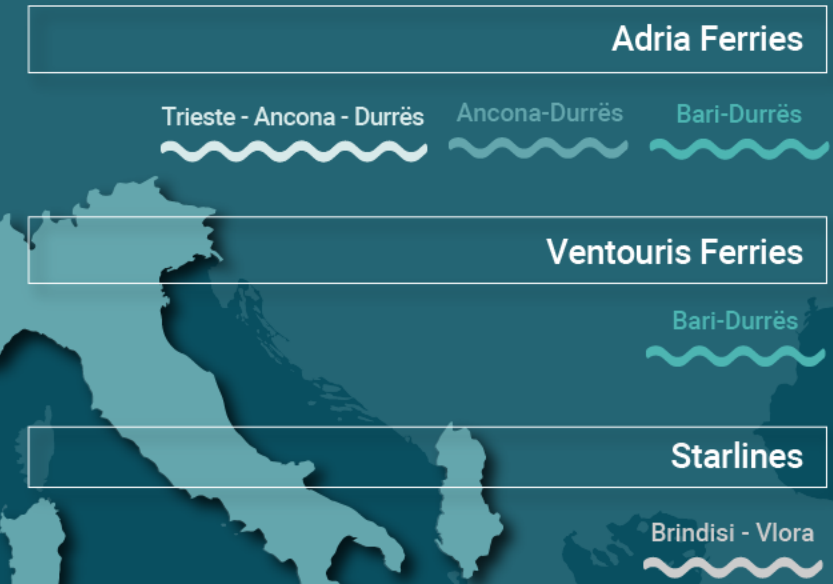 Adria Ferries
Trieste - Ancona - Durrës
Ancona-Durrës
Bari-Durrës
Ventouris Ferries
Bari-Durrës
Starlines
Brindisi - Vlora